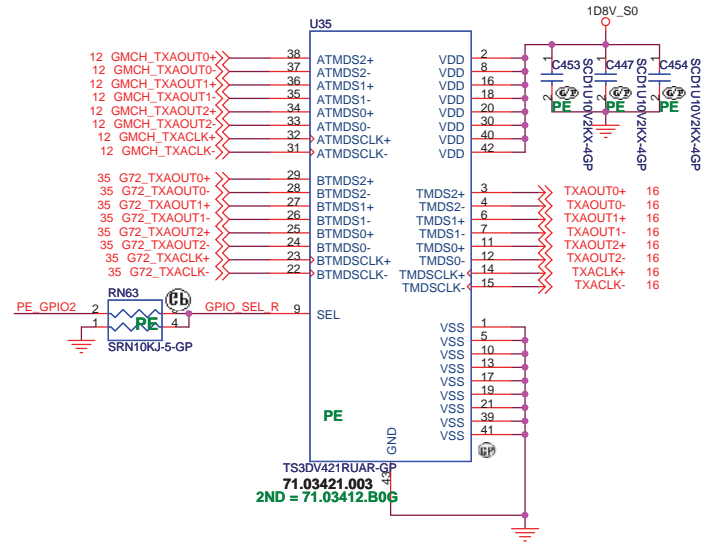 1D8V_S0
U35
12 GMCH_TXAOUT0+ 38 ATMDS2+
12 GMCH_TXAOUT0- 37 ATMDS2-
12 GMCH_TXAOUT1+ 36 ATMDS1+
12 GMCH_TXAOUT1- 35 ATMDS1-
12 GMCH_TXAOUT2+ 34 ATMDS0+
12 GMCH_TXAOUT2- 33 ATMDS0-
12 GMCH_TXACLK+ 32 ATMDSCLK+
12 GMCH_TXACLK- 31 ATMDSCLK-
VDD 2
VDD 8
VDD 16
VDD 18
VDD 20
VDD 30
VDD 40
VDD 42
1 C453 2 SCD1U10V2KX-4GP PE
1 C447 2 SCD1U10V2KX-4GP PE
1 C454 2 SCD1U10V2KX-4GP PE
35 G72_TXAOUT0+ 29 BTMDS2+
35 G72_TXAOUT0- 28 BTMDS2-
35 G72_TXAOUT1+ 27 BTMDS1+
35 G72_TXAOUT1- 26 BTMDS1-
35 G72_TXAOUT2+ 25 BTMDS0+
35 G72_TXAOUT2- 24 BTMDS0-
35 G72_TXACLK+ 23 BTMDSCLK+
35 G72_TXACLK- 22 BTMDSCLK-
TMDS2+ 3 TXAOUT0+ 16
TMDS2- 4 TXAOUT0- 16
TMDS1+ 6 TXAOUT1+ 16
TMDS1- 7 TXAOUT1- 16
TMDS0+ 11 TXAOUT2+ 16
TMDS0- 12 TXAOUT2- 16
TMDSCLK+ 14 TXACLK+ 16
TMDSCLK- 15 TXACLK- 16
RN63
PE_GPIO2 2 GPIO_SEL_R 9 SEL
1 PE 4
SRN10KJ-5-GP
VSS 1
VSS 5
VSS 10
VSS 13
VSS 17
VSS 19
VSS 21
VSS 39
VSS 41
PE
GND 43
TS3DV421RUAR-GP
71.03421.003
2ND = 71.03412.B0G